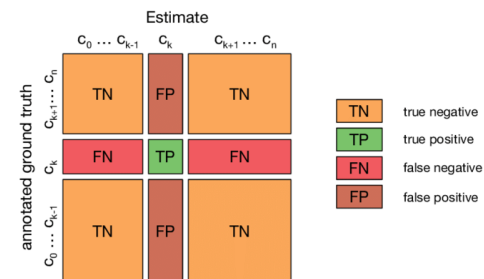 Estimate
c0 ... ck-1 ck ck+1 ... cn
annotated ground truth
ck+1... cn
TN FP TN
ck
FN TP FN
c0 ... ck-1
TN FP TN
TN true negative
TP true positive
FN false negative
FP false positive